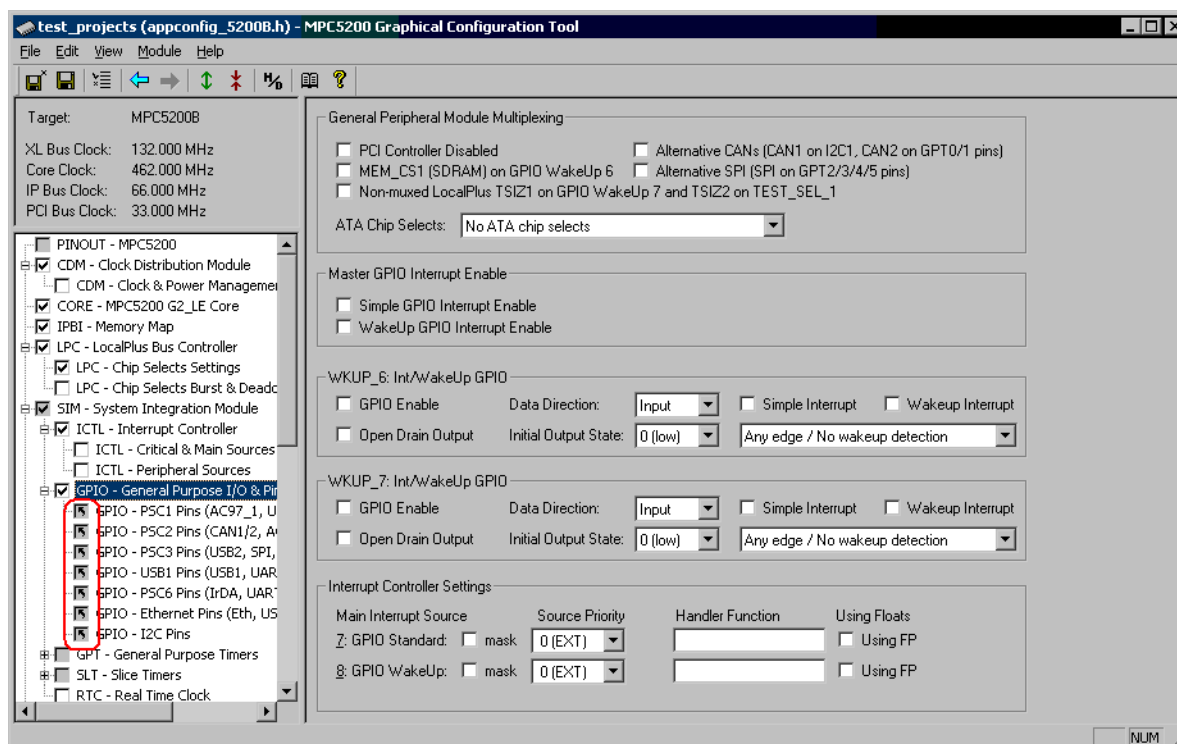 test_projects (appconfig_5200B.h) - MPC5200 Graphical Configuration Tool
File Edit View Module Help
H/D
Target: MPC5200B
XL Bus Clock: 132.000 MHz
Core Clock: 462.000 MHz
IP Bus Clock: 66.000 MHz
PCI Bus Clock: 33.000 MHz
PINOUT - MPC5200
CDM - Clock Distribution Module
CDM - Clock & Power Managemen
CORE - MPC5200 G2_LE Core
IPBI - Memory Map
LPC - LocalPlus Bus Controller
LPC - Chip Selects Settings
LPC - Chip Selects Burst & Deadc
SIM - System Integration Module
ICTL - Interrupt Controller
ICTL - Critical & Main Sources
ICTL - Peripheral Sources
GPIO - General Purpose I/O & Pin
GPIO - PSC1 Pins (AC97_1, U
GPIO - PSC2 Pins (CAN1/2, A
GPIO - PSC3 Pins (USB2, SPI,
GPIO - USB1 Pins (USB1, UAR
GPIO - PSC6 Pins (IrDA, UAR
GPIO - Ethernet Pins (Eth, US
GPIO - I2C Pins
GPT - General Purpose Timers
SLT - Slice Timers
RTC - Real Time Clock
General Peripheral Module Multiplexing
PCI Controller Disabled Alternative CANs (CAN1 on I2C1, CAN2 on GPT0/1 pins)
MEM_CS1 (SDRAM) on GPIO WakeUp 6 Alternative SPI (SPI on GPT2/3/4/5 pins)
Non-muxed LocalPlus TSIZ1 on GPIO WakeUp 7 and TSIZ2 on TEST_SEL_1
ATA Chip Selects: No ATA chip selects
Master GPIO Interrupt Enable
Simple GPIO Interrupt Enable
WakeUp GPIO Interrupt Enable
WKUP_6: Int/WakeUp GPIO
GPIO Enable Data Direction: Input Simple Interrupt Wakeup Interrupt
Open Drain Output Initial Output State: 0 (low) Any edge / No wakeup detection
WKUP_7: Int/WakeUp GPIO
GPIO Enable Data Direction: Input Simple Interrupt Wakeup Interrupt
Open Drain Output Initial Output State: 0 (low) Any edge / No wakeup detection
Interrupt Controller Settings
Main Interrupt Source Source Priority Handler Function Using Floats
7: GPIO Standard: mask 0 (EXT) Using FP
8: GPIO WakeUp: mask 0 (EXT) Using FP
NUM